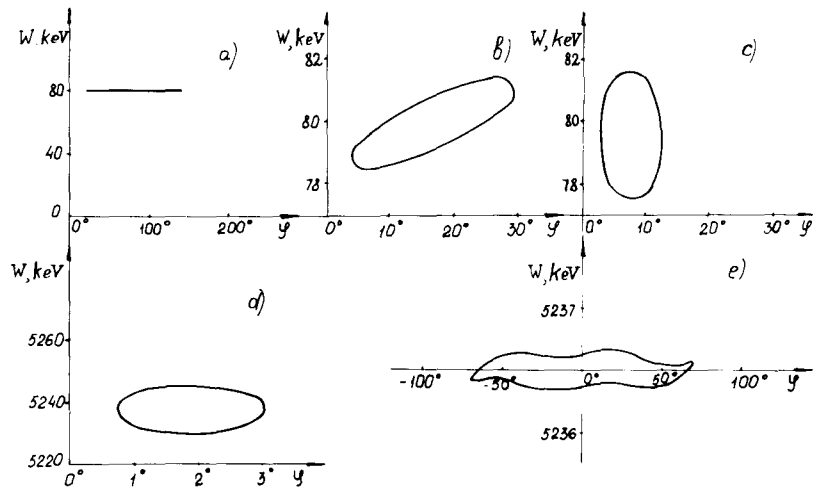 W, keV
a)
80
40
0
0°
100°
200°
φ
W, keV
b)
82
80
78
10°
20°
30°
φ
W, keV
c)
82
80
78
0°
10°
20°
30°
φ
W, keV
d)
5260
5240
5220
0°
1°
2°
3°
φ
W, keV
e)
5237
-100°
-50°
0°
50°
100°
φ
5236